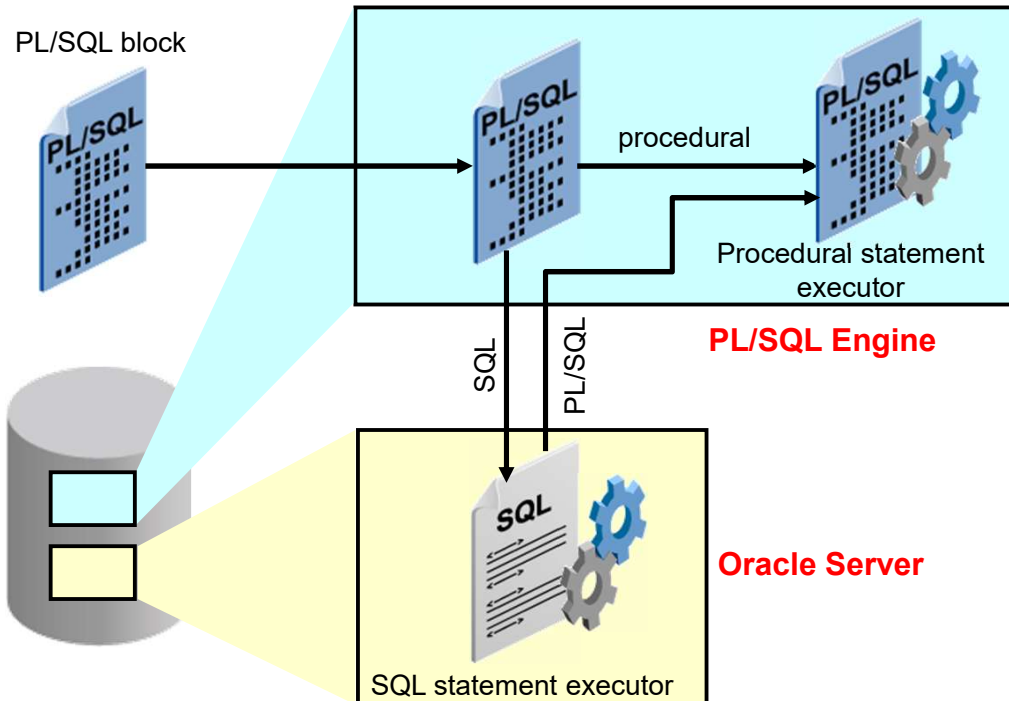 PL/SQL block
PL/SQL
PL/SQL
PL/SQL
procedural
Procedural statement
executor
PL/SQL Engine
SQL
PL/SQL
SQL
Oracle Server
SQL statement executor